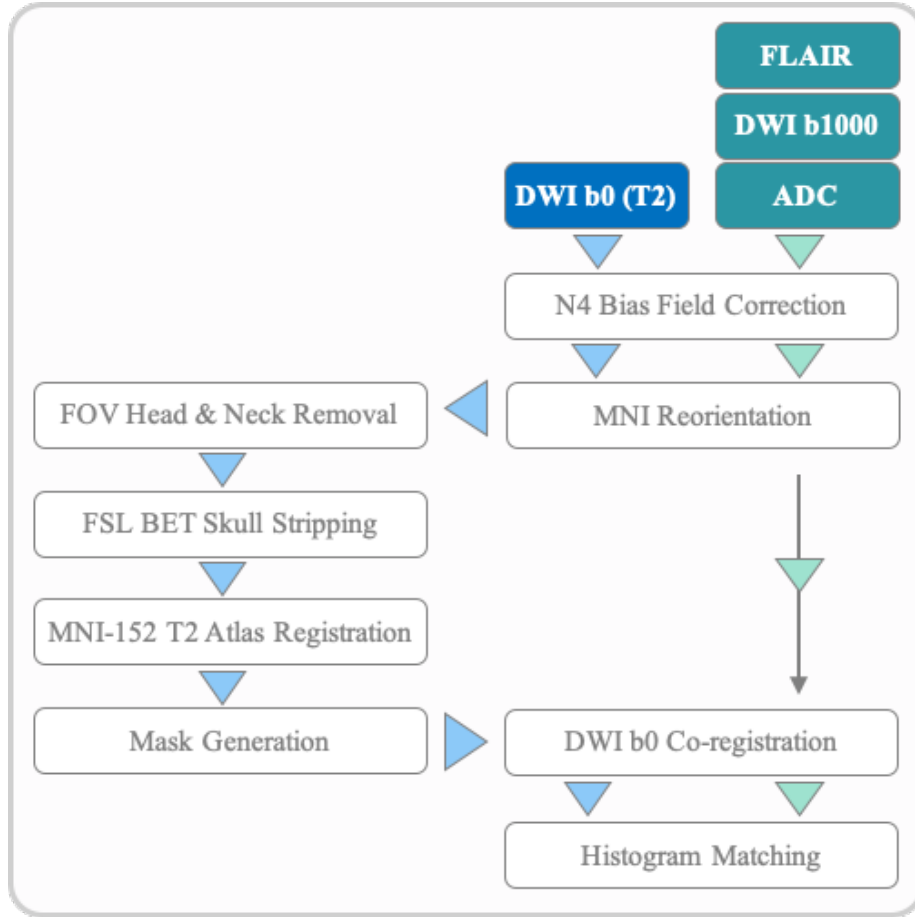 FLAIR
DWI b1000
DWI b0 (T2)
ADC
N4 Bias Field Correction
MNI Reorientation
FOV Head & Neck Removal
FSL BET Skull Stripping
MNI-152 T2 Atlas Registration
Mask Generation
DWI b0 Co-registration
Histogram Matching